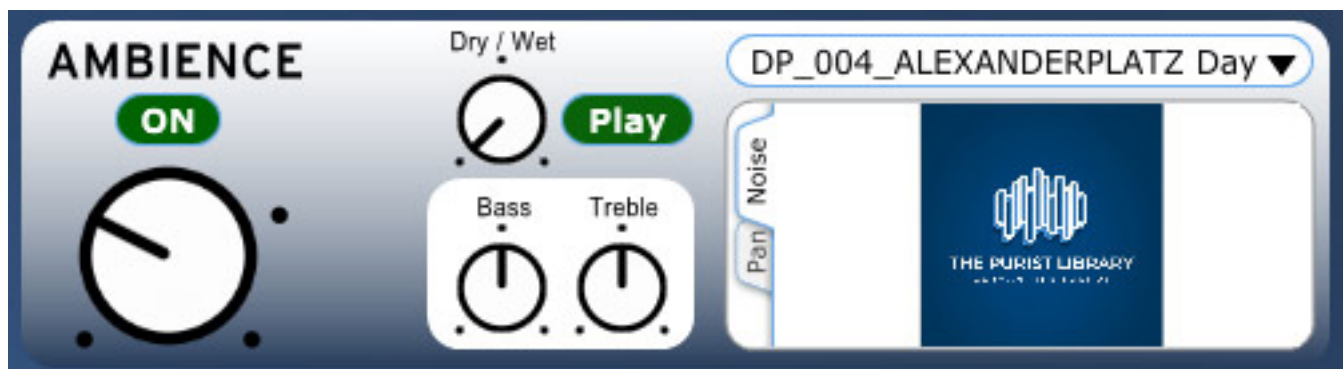 AMBIENCE
ON
Dry / Wet
Play
Bass
Treble
DP_004_ALEXANDERPLATZ Day
Noise
Pan
THE PURIST LIBRARY